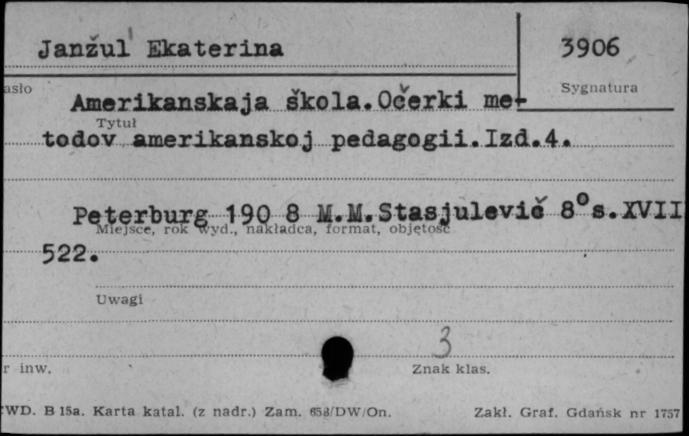 Janžul' Ekaterina
3906
asło
Sygnatura
Amerikanskaja škola.Očerki me-
Tytuł
todov amerikanskoj pedagogii.Izd.4.
Peterburg 190 8 M.M.Stasjulevič 8° s.XVII
Miejsce, rok wyd., nakładca, format, objętość
522.
Uwagi
3
r inw.
Znak klas.
WD. B 15a. Karta katal. (z nadr.) Zam. /DW/On.
Zakł. Graf. Gdańsk nr 1757